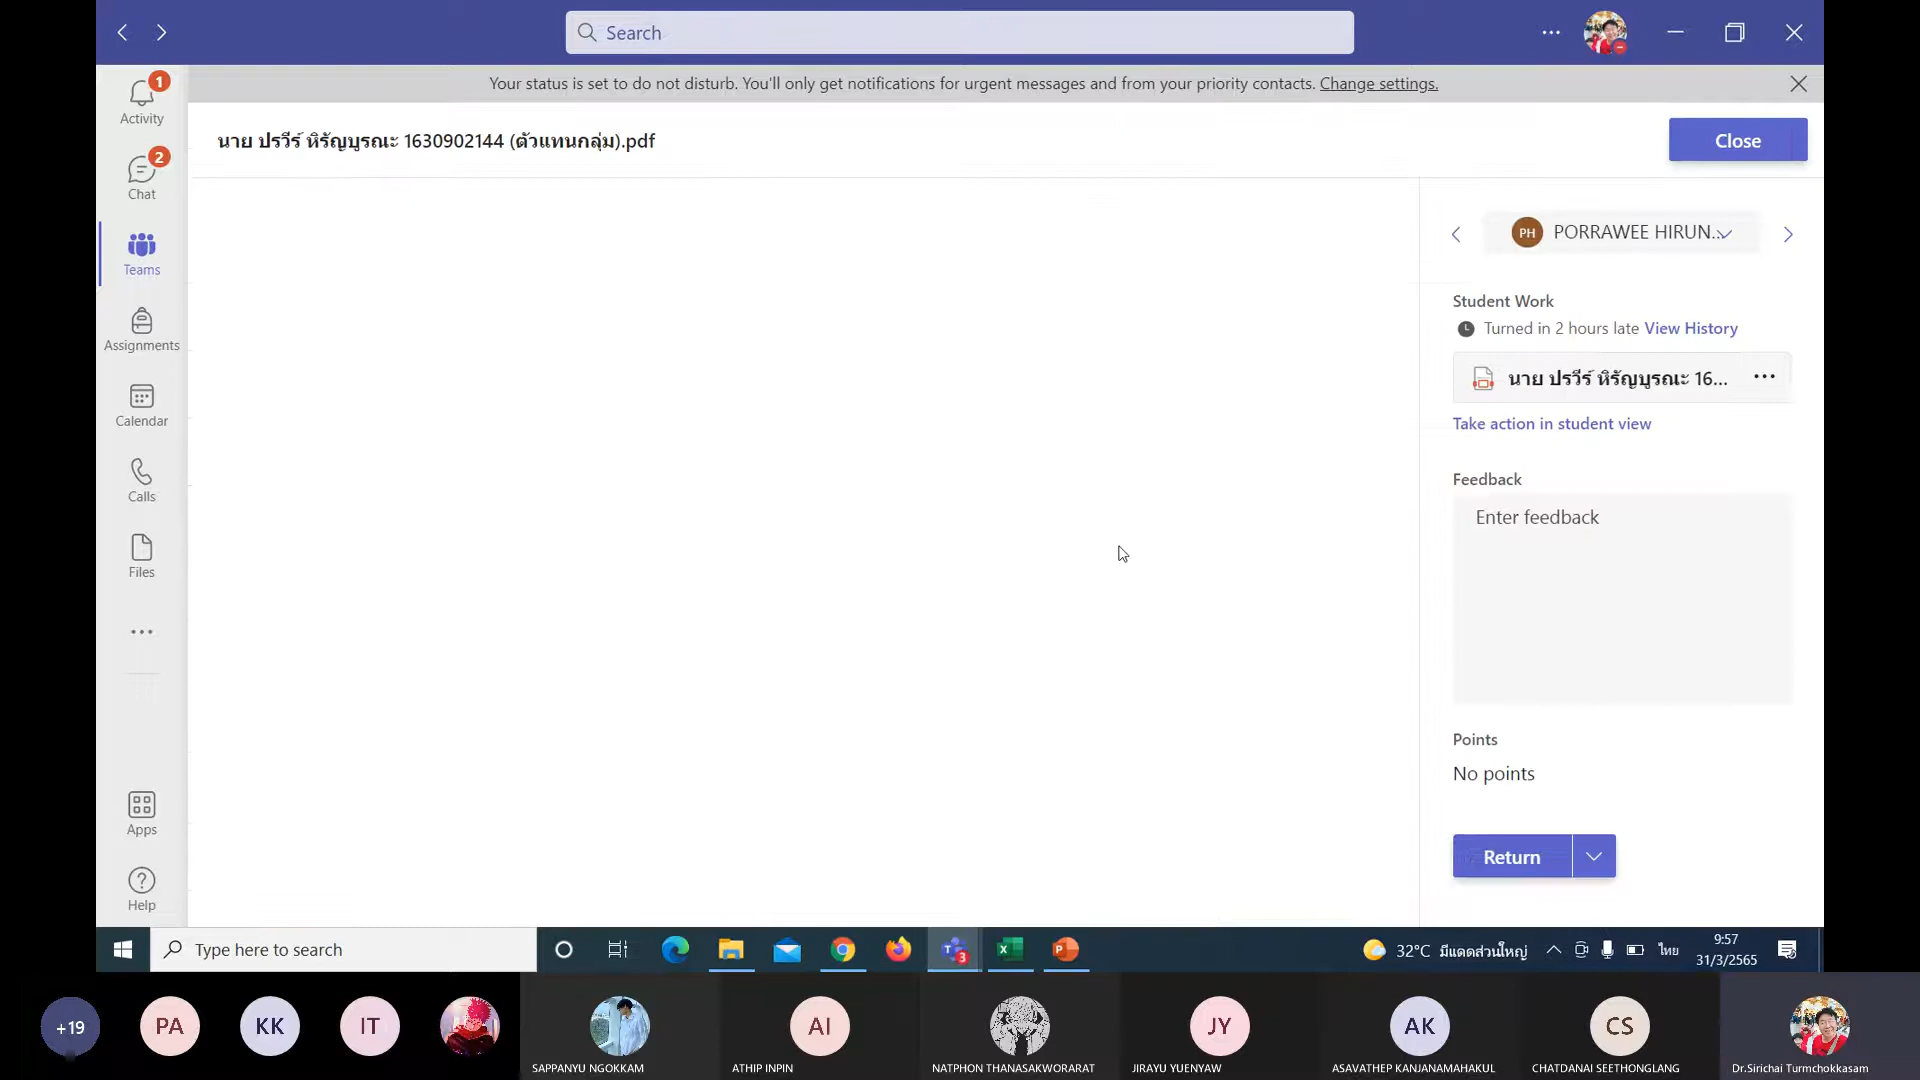 Search
Your status is set to do not disturb. You'll only get notifications for urgent messages and from your priority contacts. Change settings.
1
Activity
2
Chat
Teams
Assignments
Calendar
Calls
Files
Apps
Help
นาย ปรวีร์ หิรัญบูรณะ 1630902144 (ตัวแทนกลุ่ม).pdf
Close
PH PORRAWEE HIRUN...
Student Work
Turned in 2 hours late View History
นาย ปรวีร์ หิรัญบูรณะ 16...
Take action in student view
Feedback
Enter feedback
Points
No points
Return
Type here to search
3
32°C มีแดดส่วนใหญ่
ไทย
9:57
31/3/2565
+19
PA
KK
IT
AI
JY
AK
CS
SAPPANYU NGOKKAM
ATHIP INPIN
NATPHON THANASAKWORARAT
JIRAYU YUENYAW
ASAVATHEP KANJANAMAHAKUL
CHATDANAI SEETHONGLANG
Dr.Sirichai Turmchokkasam